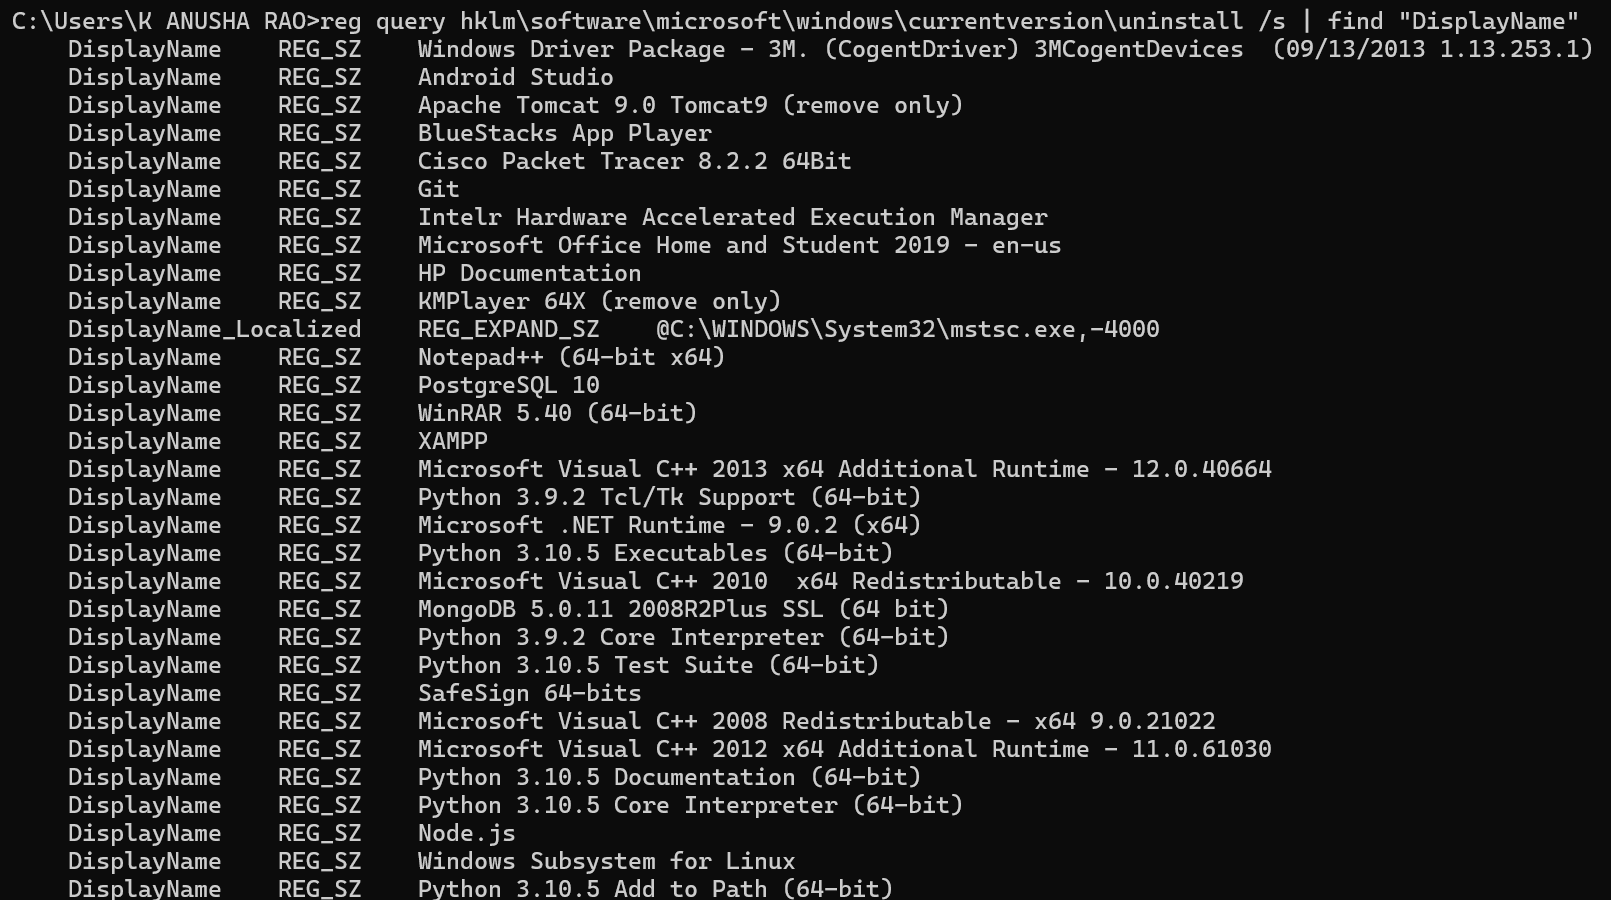 C:\Users\K ANUSHA RAO>reg query hklm\software\microsoft\windows\currentversion\uninstall /s | find "DisplayName"
    DisplayName    REG_SZ    Windows Driver Package - 3M. (CogentDriver) 3MCogentDevices  (09/13/2013 1.13.253.1)
    DisplayName    REG_SZ    Android Studio
    DisplayName    REG_SZ    Apache Tomcat 9.0 Tomcat9 (remove only)
    DisplayName    REG_SZ    BlueStacks App Player
    DisplayName    REG_SZ    Cisco Packet Tracer 8.2.2 64Bit
    DisplayName    REG_SZ    Git
    DisplayName    REG_SZ    Intelr Hardware Accelerated Execution Manager
    DisplayName    REG_SZ    Microsoft Office Home and Student 2019 - en-us
    DisplayName    REG_SZ    HP Documentation
    DisplayName    REG_SZ    KMPlayer 64X (remove only)
    DisplayName_Localized    REG_EXPAND_SZ    @C:\WINDOWS\System32\mstsc.exe,-4000
    DisplayName    REG_SZ    Notepad++ (64-bit x64)
    DisplayName    REG_SZ    PostgreSQL 10
    DisplayName    REG_SZ    WinRAR 5.40 (64-bit)
    DisplayName    REG_SZ    XAMPP
    DisplayName    REG_SZ    Microsoft Visual C++ 2013 x64 Additional Runtime - 12.0.40664
    DisplayName    REG_SZ    Python 3.9.2 Tcl/Tk Support (64-bit)
    DisplayName    REG_SZ    Microsoft .NET Runtime - 9.0.2 (x64)
    DisplayName    REG_SZ    Python 3.10.5 Executables (64-bit)
    DisplayName    REG_SZ    Microsoft Visual C++ 2010  x64 Redistributable - 10.0.40219
    DisplayName    REG_SZ    MongoDB 5.0.11 2008R2Plus SSL (64 bit)
    DisplayName    REG_SZ    Python 3.9.2 Core Interpreter (64-bit)
    DisplayName    REG_SZ    Python 3.10.5 Test Suite (64-bit)
    DisplayName    REG_SZ    SafeSign 64-bits
    DisplayName    REG_SZ    Microsoft Visual C++ 2008 Redistributable - x64 9.0.21022
    DisplayName    REG_SZ    Microsoft Visual C++ 2012 x64 Additional Runtime - 11.0.61030
    DisplayName    REG_SZ    Python 3.10.5 Documentation (64-bit)
    DisplayName    REG_SZ    Python 3.10.5 Core Interpreter (64-bit)
    DisplayName    REG_SZ    Node.js
    DisplayName    REG_SZ    Windows Subsystem for Linux
    DisplayName    REG_SZ    Python 3.10.5 Add to Path (64-bit)